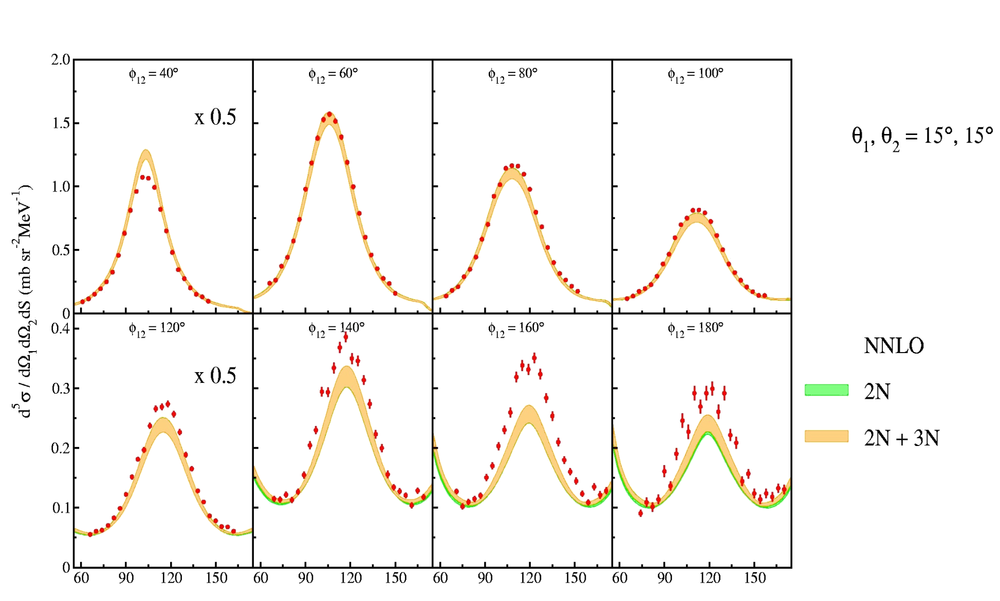 2.0
1.5
1.0
0.5
0
ϕ12 = 40°
x 0.5
ϕ12 = 60°
ϕ12 = 80°
ϕ12 = 100°
θ1, θ2 = 15°, 15°
d5 σ / dΩ1dΩ2dS (mb sr-2MeV-1)
0.4
0.3
0.2
0.1
0
ϕ12 = 120°
x 0.5
ϕ12 = 140°
ϕ12 = 160°
ϕ12 = 180°
NNLO
2N
2N + 3N
60 90 120 150 60 90 120 150 60 90 120 150 60 90 120 150